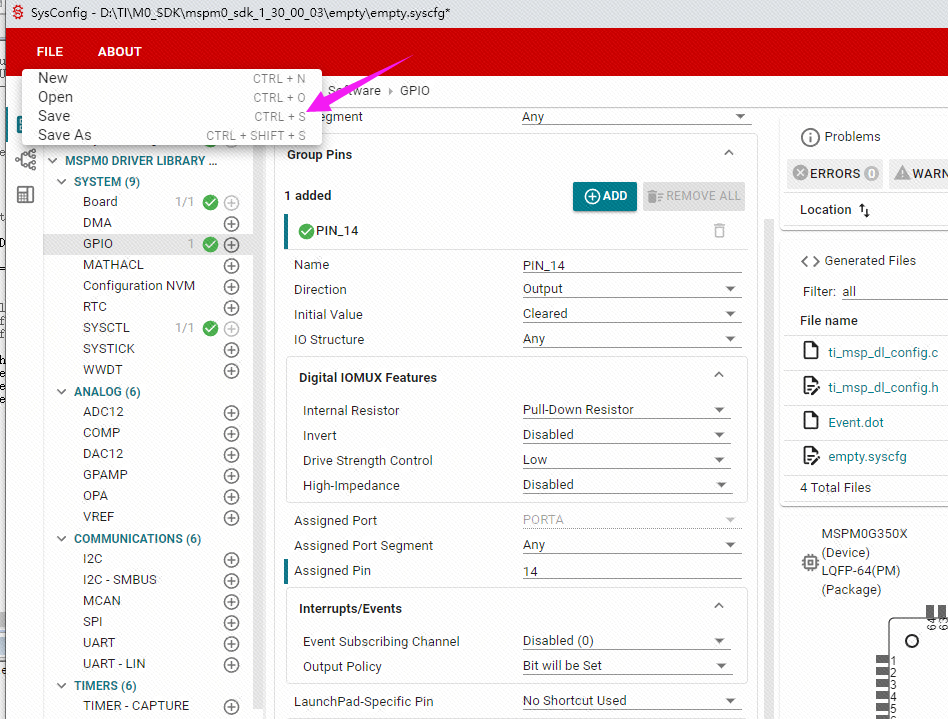 SysConfig - D:\TI\M0_SDK\mspm0_sdk_1_30_00_03\empty\empty.syscfg*
FILE ABOUT
New CTRL + N
Open CTRL + O
Save CTRL + S
Save As CTRL + SHIFT + S
GPIO
MSPM0 DRIVER LIBRARY ...
SYSTEM (9)
Board 1/1
DMA
GPIO 1
MATHACL
Configuration NVM
RTC
SYSCTL 1/1
SYSTICK
WWDT
ANALOG (6)
ADC12
COMP
DAC12
GPAMP
OPA
VREF
COMMUNICATIONS (6)
I2C
I2C - SMBUS
MCAN
SPI
UART
UART - LIN
TIMERS (6)
TIMER - CAPTURE
Any
Group Pins
1 added
ADD REMOVE ALL
PIN_14
Name PIN_14
Direction Output
Initial Value Cleared
IO Structure Any
Digital IOMUX Features
Internal Resistor Pull-Down Resistor
Invert Disabled
Drive Strength Control Low
High-Impedance Disabled
Assigned Port PORTA
Assigned Port Segment Any
Assigned Pin 14
Interrupts/Events
Event Subscribing Channel Disabled (0)
Output Policy Bit will be Set
LaunchPad-Specific Pin No Shortcut Used
Problems
ERRORS 0 WARN
Location
Generated Files
Filter: all
File name
ti_msp_dl_config.c
ti_msp_dl_config.h
Event.dot
empty.syscfg
4 Total Files
MSPM0G350X
(Device)
LQFP-64(PM)
(Package)
64 63
1
2
3
4
5